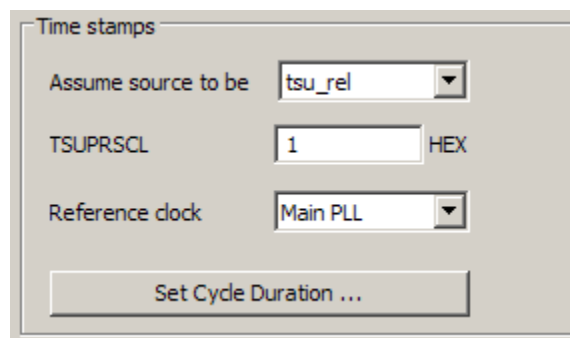 Time stamps
Assume source to be tsu_rel
TSUPRSCL 1 HEX
Reference clock Main PLL
Set Cycle Duration ...